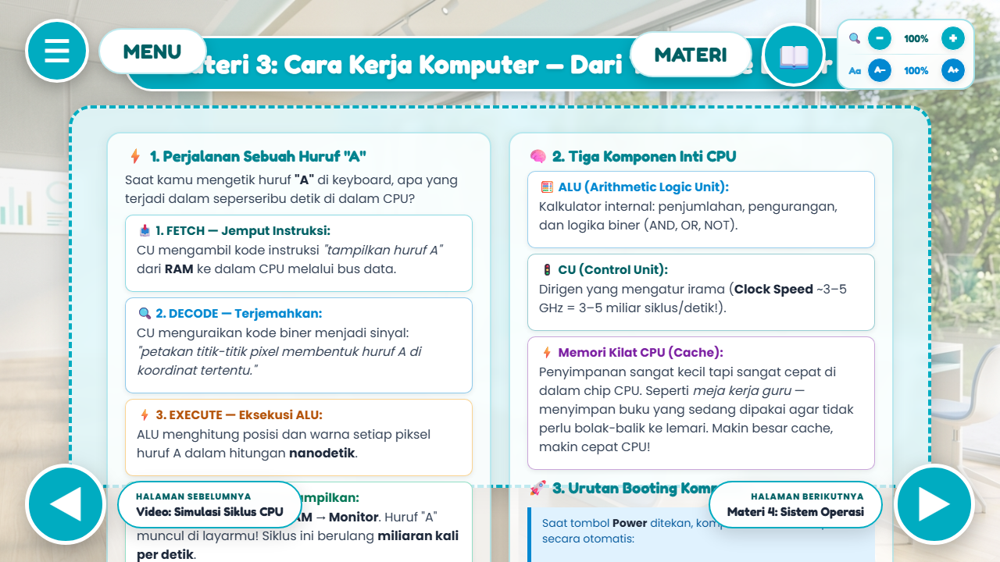 MENU
ateri 3: Cara Kerja Komputer — Dari
MATERI
100%
Aa
A−
100%
A+
1. Perjalanan Sebuah Huruf "A"
Saat kamu mengetik huruf "A" di keyboard, apa yang
terjadi dalam seperseribu detik di dalam CPU?
1. FETCH — Jemput Instruksi:
CU mengambil kode instruksi "tampilkan huruf A"
dari RAM ke dalam CPU melalui bus data.
2. DECODE — Terjemahkan:
CU menguraikan kode biner menjadi sinyal:
"petakan titik-titik pixel membentuk huruf A di
koordinat tertentu."
3. EXECUTE — Eksekusi ALU:
ALU menghitung posisi dan warna setiap piksel
huruf A dalam hitungan nanodetik.
ampilkan:
AM → Monitor. Huruf "A"
muncul di layarmu! Siklus ini berulang miliaran kali
per detik.
2. Tiga Komponen Inti CPU
ALU (Arithmetic Logic Unit):
Kalkulator internal: penjumlahan, pengurangan,
dan logika biner (AND, OR, NOT).
CU (Control Unit):
Dirigen yang mengatur irama (Clock Speed ~3–5
GHz = 3–5 miliar siklus/detik!).
Memori Kilat CPU (Cache):
Penyimpanan sangat kecil tapi sangat cepat di
dalam chip CPU. Seperti meja kerja guru —
menyimpan buku yang sedang dipakai agar tidak
perlu bolak-balik ke lemari. Makin besar cache,
makin cepat CPU!
3. Urutan Booting Komp
Saat tombol Power ditekan,
secara otomatis:
HALAMAN SEBELUMNYA
Video: Simulasi Siklus CPU
HALAMAN BERIKUTNYA
Materi 4: Sistem Operasi